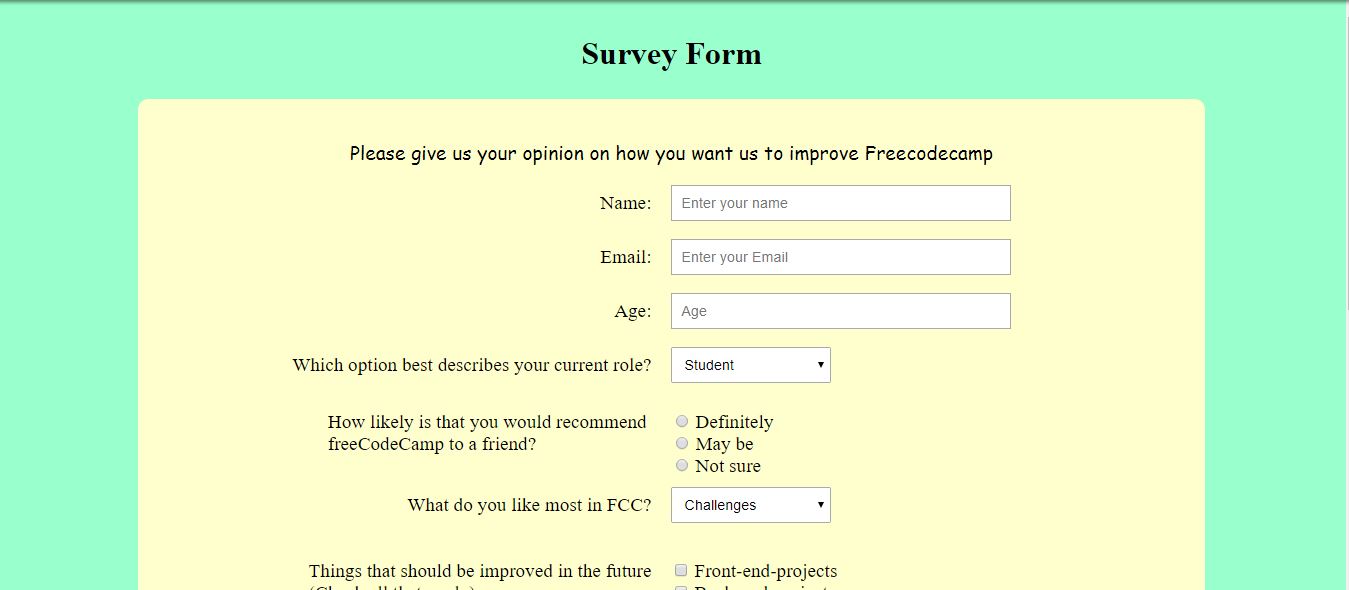 Survey Form
Please give us your opinion on how you want us to improve Freecodecamp
Name: Enter your name
Email: Enter your Email
Age: Age
Which option best describes your current role? Student
How likely is that you would recommend
freeCodeCamp to a friend?
Definitely
May be
Not sure
What do you like most in FCC? Challenges
Things that should be improved in the future
Front-end-projects